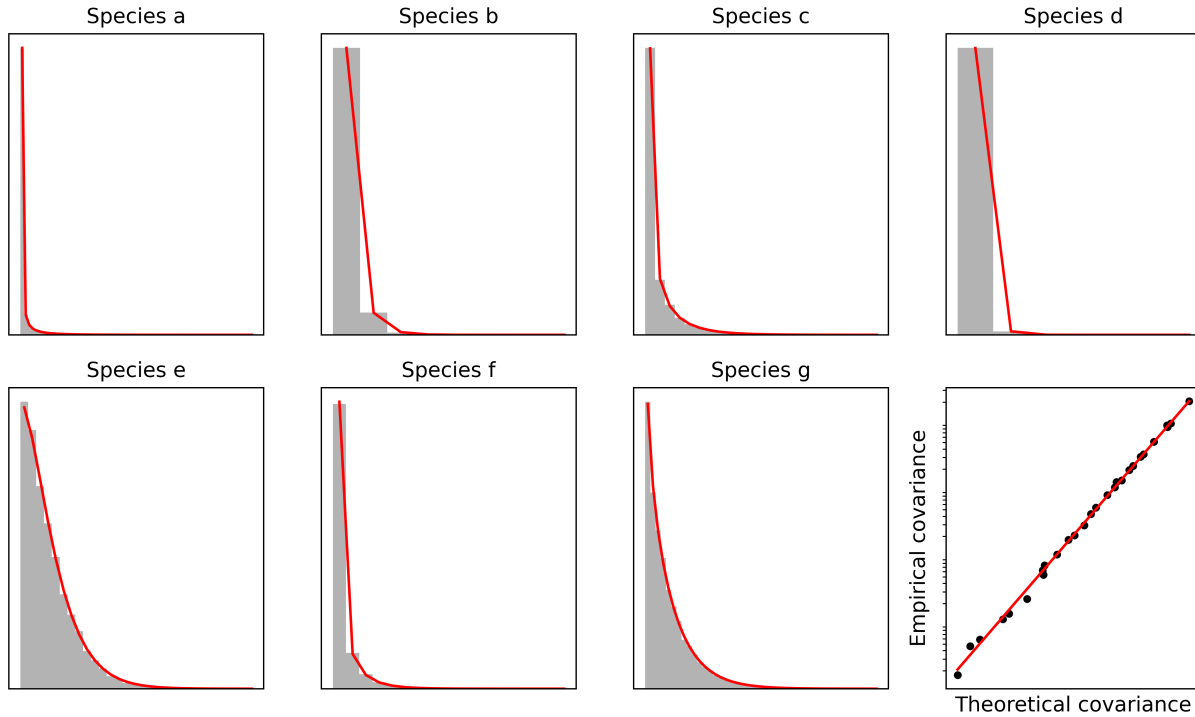 Species a
Species b
Species c
Species d
Species e
Species f
Species g
Empirical covariance
Theoretical covariance